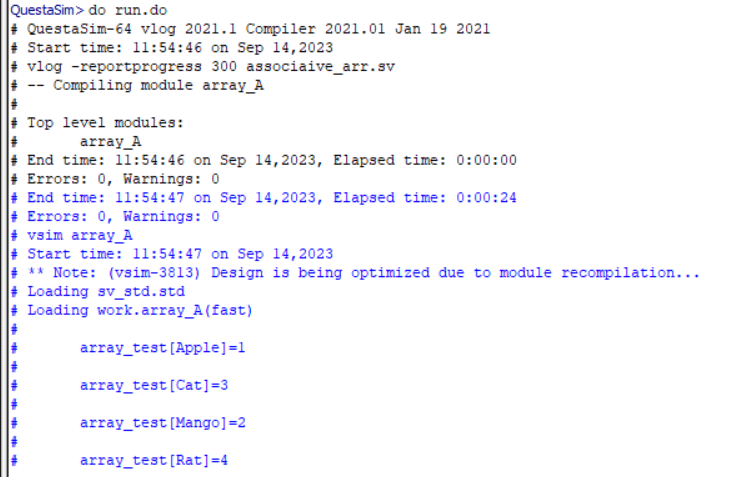 QuestaSim> do run.do
# QuestaSim-64 vlog 2021.1 Compiler 2021.01 Jan 19 2021
# Start time: 11:54:46 on Sep 14,2023
# vlog -reportprogress 300 associaive_arr.sv
# -- Compiling module array_A
#
# Top level modules:
#       array_A
# End time: 11:54:46 on Sep 14,2023, Elapsed time: 0:00:00
# Errors: 0, Warnings: 0
# End time: 11:54:47 on Sep 14,2023, Elapsed time: 0:00:24
# Errors: 0, Warnings: 0
# vsim array_A
# Start time: 11:54:47 on Sep 14,2023
# ** Note: (vsim-3813) Design is being optimized due to module recompilation...
# Loading sv_std.std
# Loading work.array_A(fast)
#
#       array_test[Apple]=1
#
#       array_test[Cat]=3
#
#       array_test[Mango]=2
#
#       array_test[Rat]=4